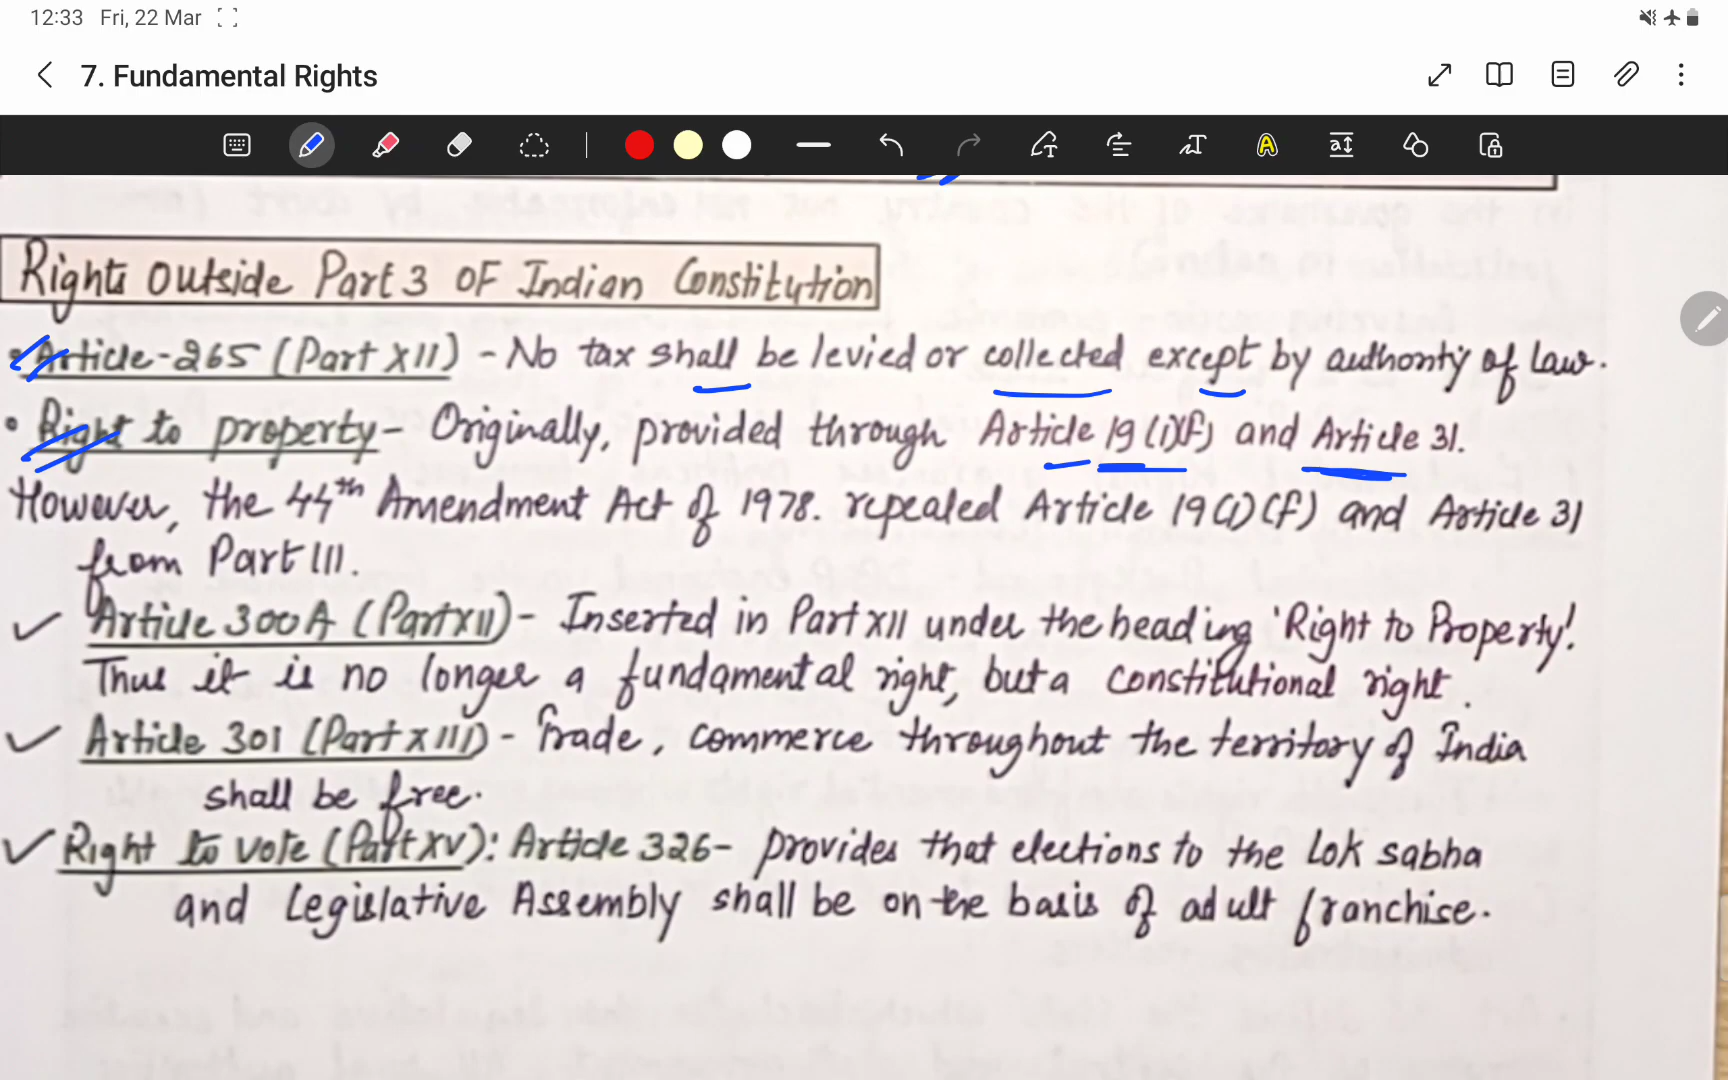 12:33 Fri, 22 Mar
7. Fundamental Rights
Rights outside Part 3 OF Indian Constitution
• Article-265 (Part XII) - No tax shall be levied or collected except by authority of law.
• Right to property - Originally, provided through Article 19(1)(f) and Article 31.
However, the 44th Amendment Act of 1978. repealed Article 19(1)(f) and Article 31
from Part III.
Article 300A (Part XII) - Inserted in Part XII under the heading 'Right to Property'.
Thus it is no longer a fundamental right, but a constitutional right.
Article 301 (Part XIII) - Trade, commerce throughout the territory of India
shall be free.
Right to vote (Part XV): Article 326 - provides that elections to the Lok sabha
and Legislative Assembly shall be on the basis of adult franchise.